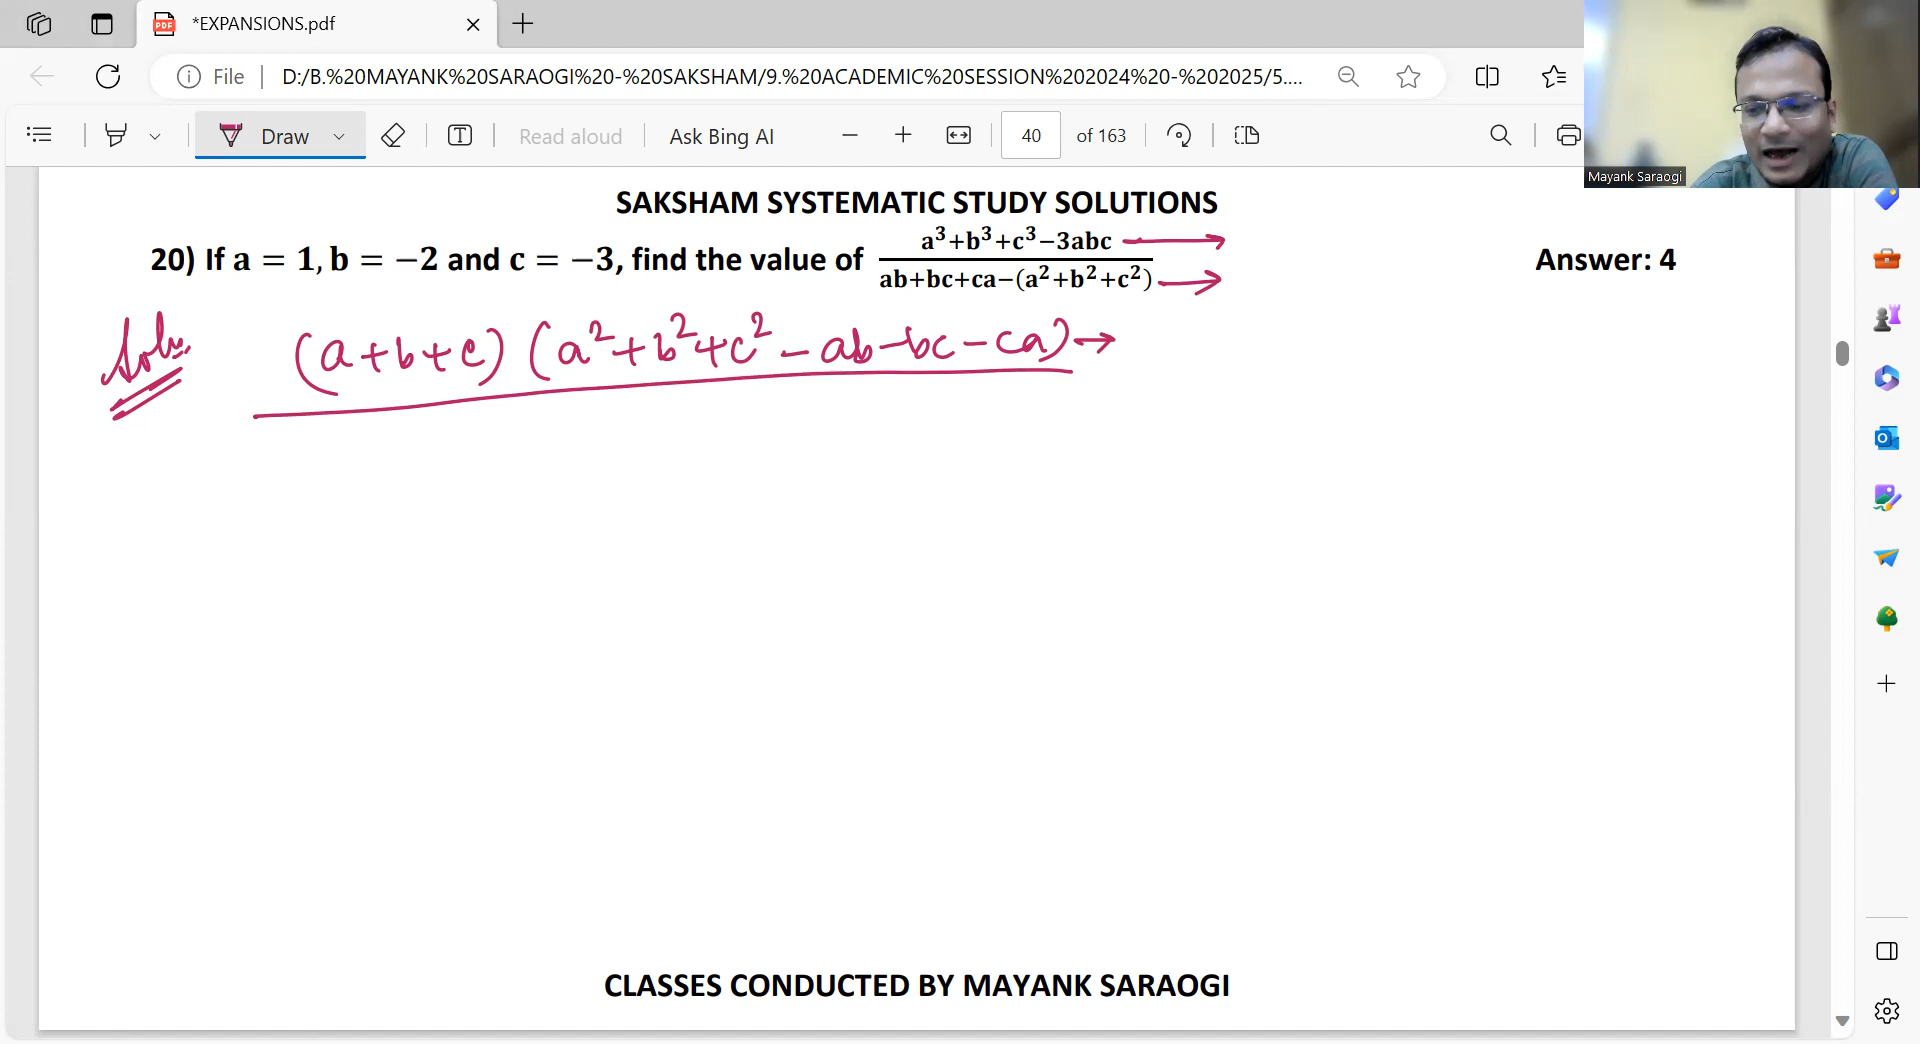 *EXPANSIONS.pdf
File
D:/B.%20MAYANK%20SARAOGI%20-%20SAKSHAM/9.%20ACADEMIC%20SESSION%202024%20-%202025/5....
Draw
Read aloud
Ask Bing AI
40 of 163
Mayank Saraogi
SAKSHAM SYSTEMATIC STUDY SOLUTIONS
20) If a = 1, b = −2 and c = −3, find the value of (a³+b³+c³−3abc)/(ab+bc+ca−(a²+b²+c²)) Answer: 4
Soln. (a+b+c) (a²+b²+c²-ab-bc-ca)
CLASSES CONDUCTED BY MAYANK SARAOGI